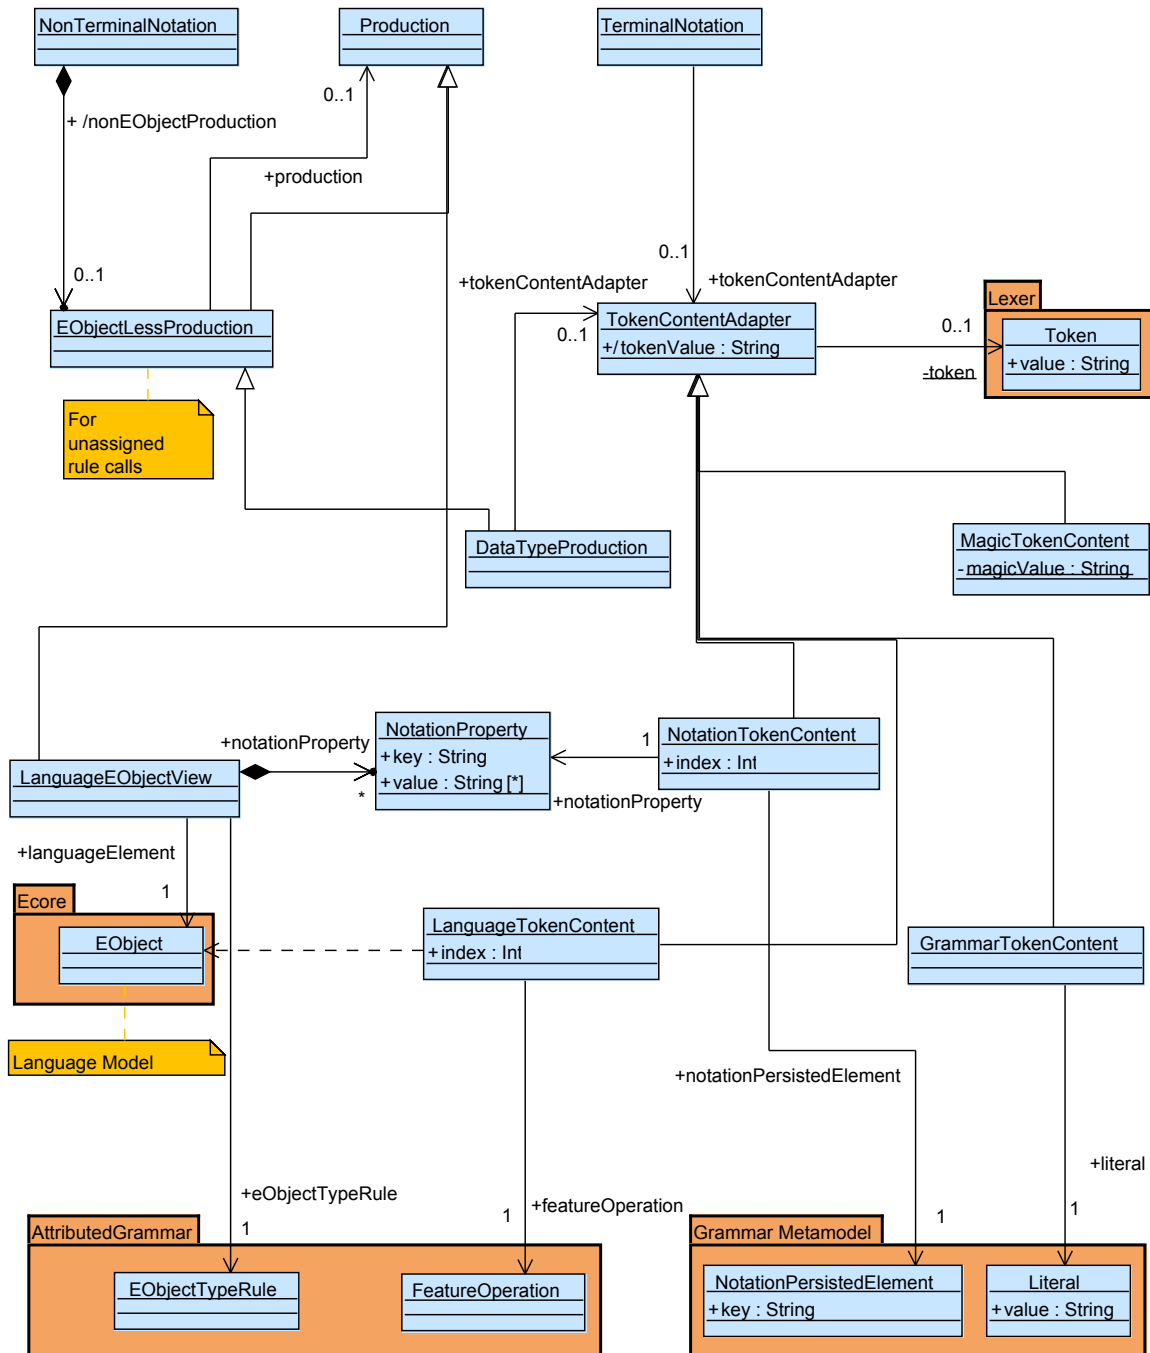 NonTerminalNotation
Production
TerminalNotation
0..1
+ /nonEObjectProduction
+production
0..1
0..1
+tokenContentAdapter
+tokenContentAdapter
Lexer
EObjectLessProduction
TokenContentAdapter
+/tokenValue : String
0..1
0..1
Token
+value : String
-token
For
unassigned
rule calls
DataTypeProduction
MagicTokenContent
-magicValue : String
+notationProperty
NotationProperty
+key : String
+value : String [*]
*
1
+notationProperty
NotationTokenContent
+index : Int
LanguageEObjectView
+languageElement
1
Ecore
EObject
LanguageTokenContent
+index : Int
GrammarTokenContent
Language Model
+notationPersistedElement
+literal
+eObjectTypeRule
1
1
+featureOperation
1
1
AttributedGrammar
Grammar Metamodel
EObjectTypeRule
FeatureOperation
NotationPersistedElement
+key : String
Literal
+value : String